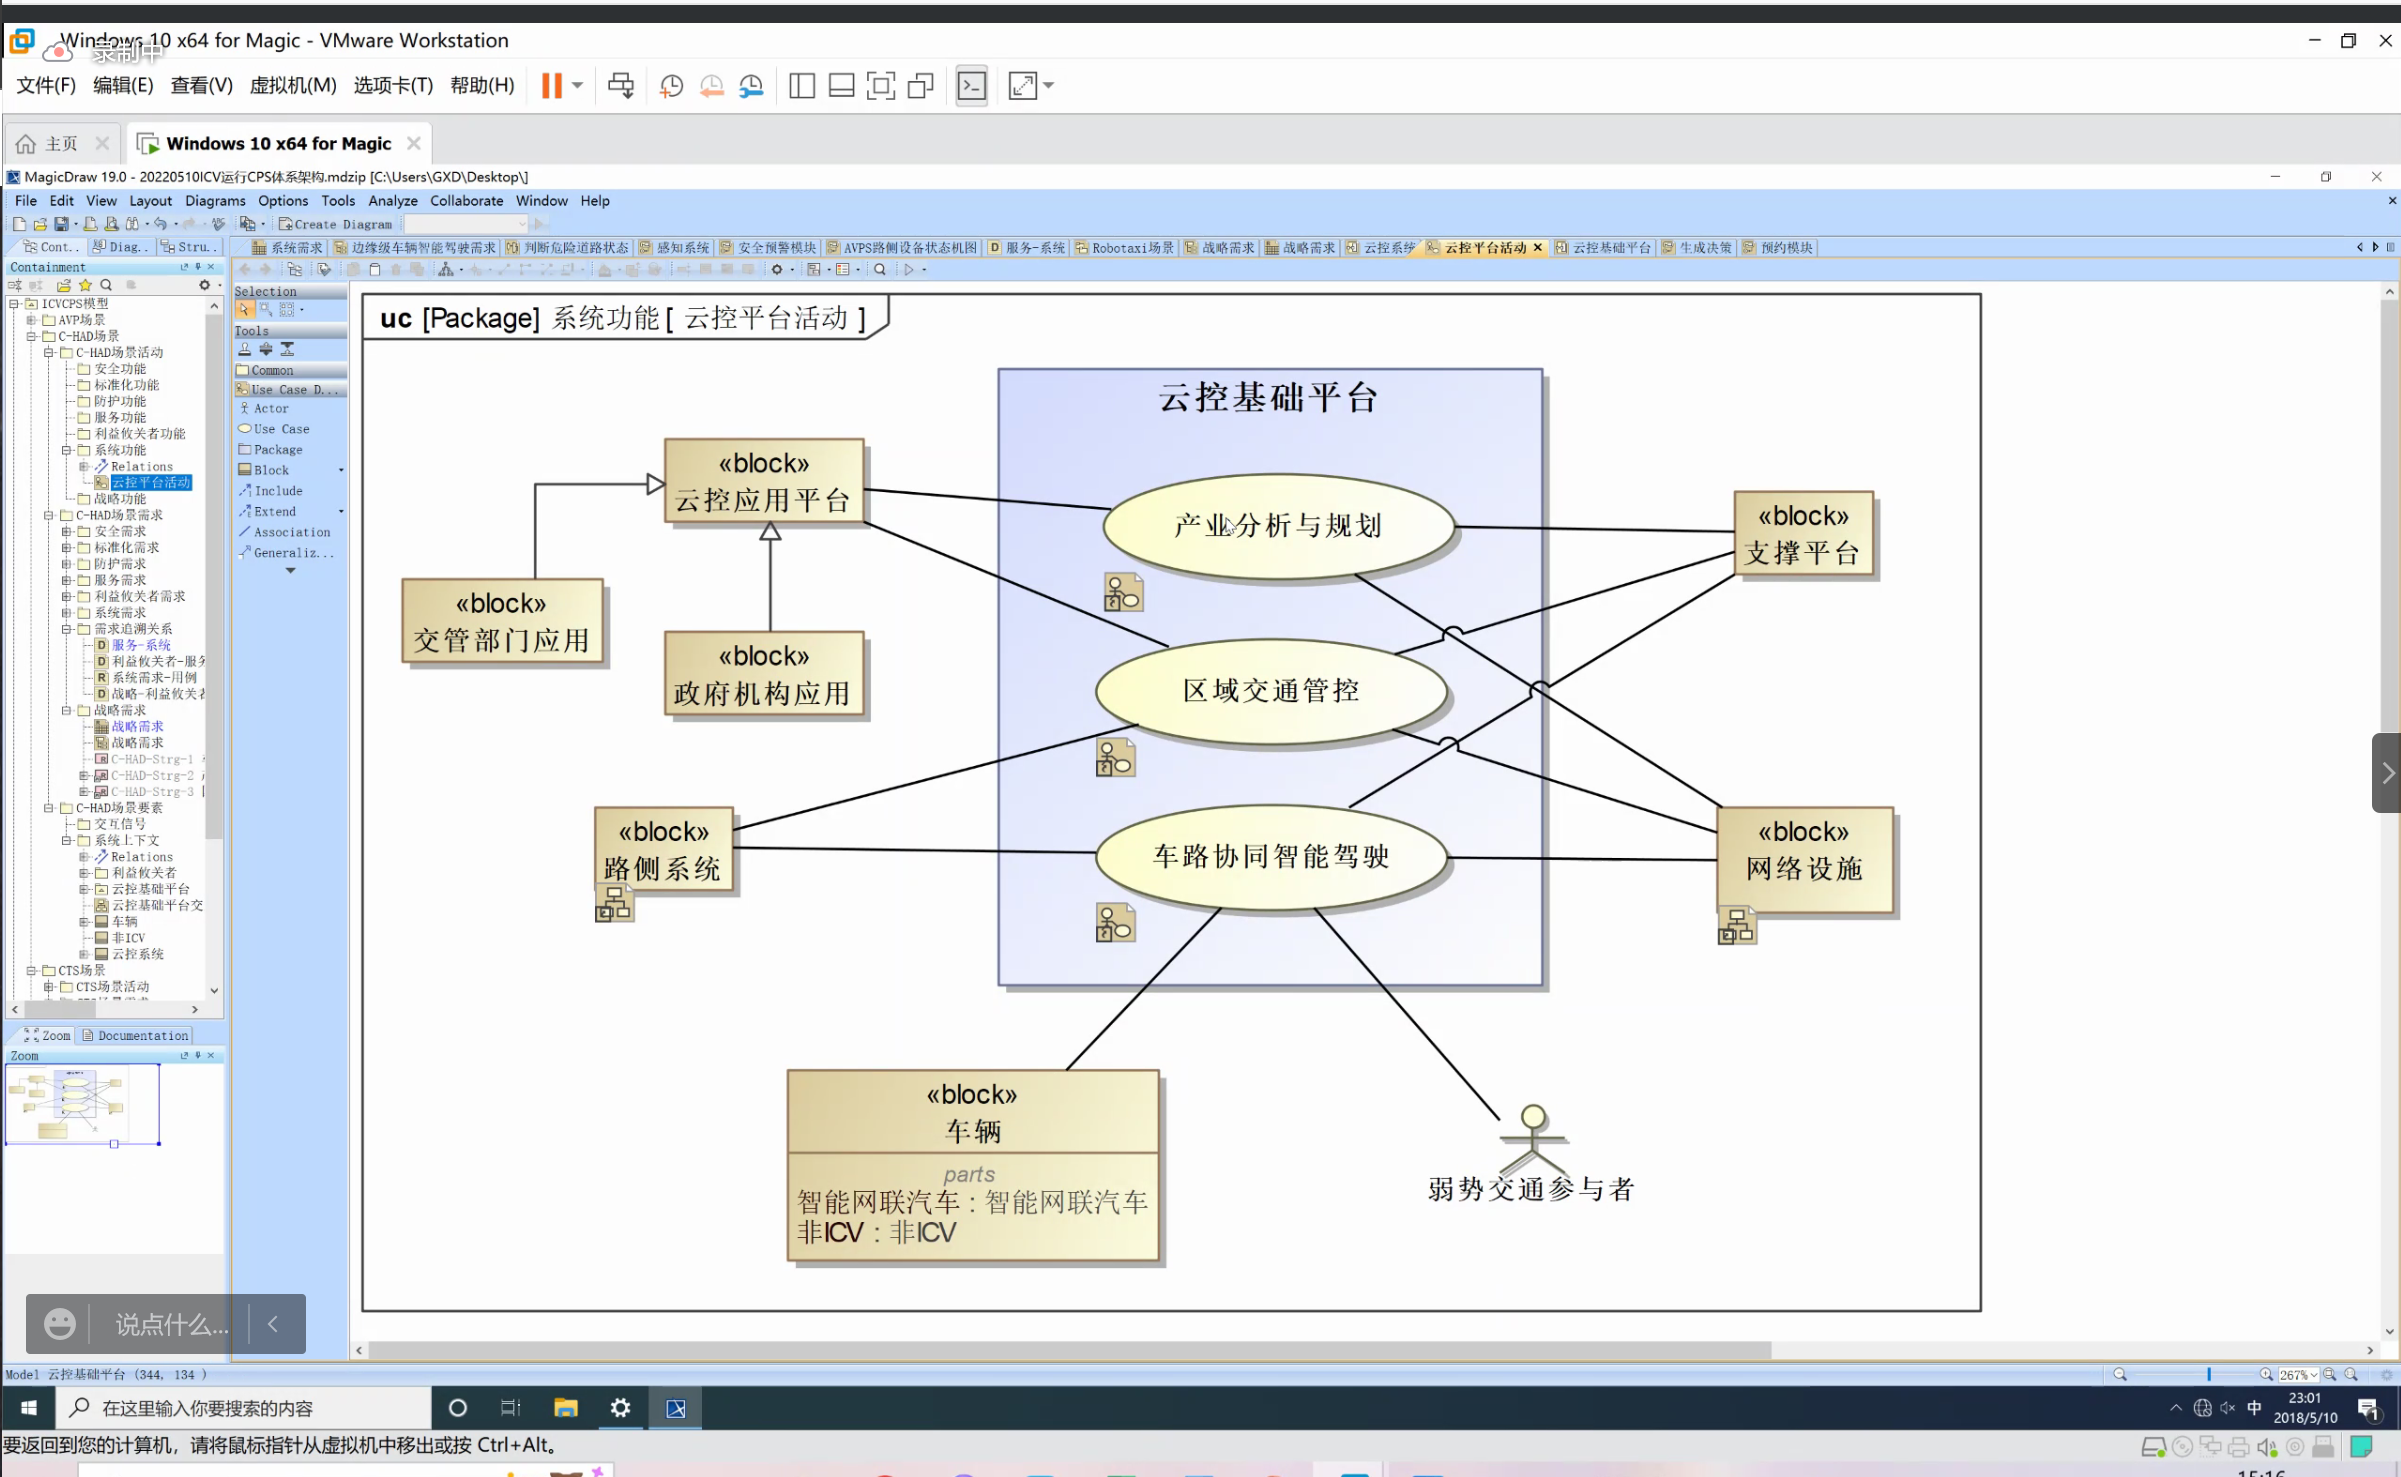 Windows 10 x64 for Magic - VMware Workstation
录制中
文件(F) 编辑(E) 查看(V) 虚拟机(M) 选项卡(T) 帮助(H)
主页 Windows 10 x64 for Magic
MagicDraw 19.0 - 20220510ICV运行CPS体系架构.mdzip [C:\Users\GXD\Desktop\]
File Edit View Layout Diagrams Options Tools Analyze Collaborate Window Help
Create Diagram
Cont.. Diag.. Stru..
系统需求 边缘级车辆智能驾驶需求 判断危险道路状态 感知系统 安全预警模块 AVPS路侧设备状态机图 服务-系统 Robotaxi场景 战略需求 战略需求 云控系统 云控平台活动 云控基础平台 生成决策 预约模块
Containment
ICVCPS模型
AVP场景
C-HAD场景
C-HAD场景活动
安全功能
标准化功能
防护功能
服务功能
利益攸关者功能
系统功能
Relations
云控平台活动
战略功能
C-HAD场景需求
安全需求
标准化需求
防护需求
服务需求
利益攸关者需求
系统需求
需求追溯关系
服务-系统
利益攸关者-服务
系统需求-用例
战略-利益攸关者
战略需求
战略需求
战略需求
C-HAD-Strg-1
C-HAD-Strg-2
C-HAD-Strg-3
C-HAD场景要素
交互信号
系统上下文
Relations
利益攸关者
云控基础平台
云控基础平台交
车辆
非ICV
云控系统
CTS场景
CTS场景活动
Zoom Documentation
Zoom
Selection
Tools
Common
Use Case D...
Actor
Use Case
Package
Block
Include
Extend
Association
Generaliz...
uc [Package] 系统功能[ 云控平台活动 ]
云控基础平台
«block»
云控应用平台
产业分析与规划
«block»
支撑平台
«block»
交管部门应用
«block»
政府机构应用
区域交通管控
«block»
路侧系统
车路协同智能驾驶
«block»
网络设施
«block»
车辆
parts
智能网联汽车 : 智能网联汽车
非ICV : 非ICV
弱势交通参与者
说点什么...
Model 云控基础平台 (344, 134 )
267%
在这里输入你要搜索的内容
中
23:01
2018/5/10
1
要返回到您的计算机，请将鼠标指针从虚拟机中移出或按 Ctrl+Alt。